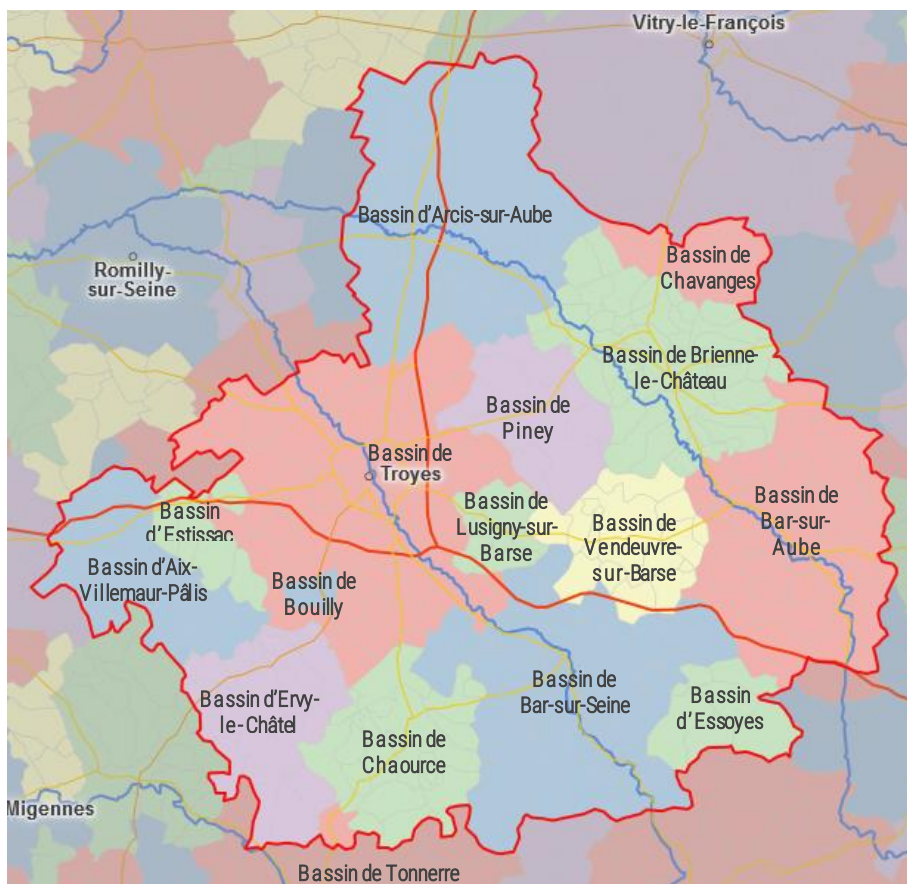 Vitry-le-François
Bassin d'Arcis-sur-Aube
Bassin de
Chavanges
Romilly-
sur-Seine
Bassin de Brienne-
le-Château
Bassin de
Piney
Bassin de
Troyes
Bassin
d'Estissac
Bassin de
Lusigny-sur-
Barse
Bassin de
Vendeuvre-
sur-Barse
Bassin de
Bar-sur-
Aube
Bassin d'Aix-
Villemaur-Pâlis
Bassin de
Bouilly
Bassin d'Ervy-
le-Châtel
Bassin de
Bar-sur-Seine
Bassin
d'Essoyes
Bassin de
Chaource
Migennes
Bassin de Tonnerre